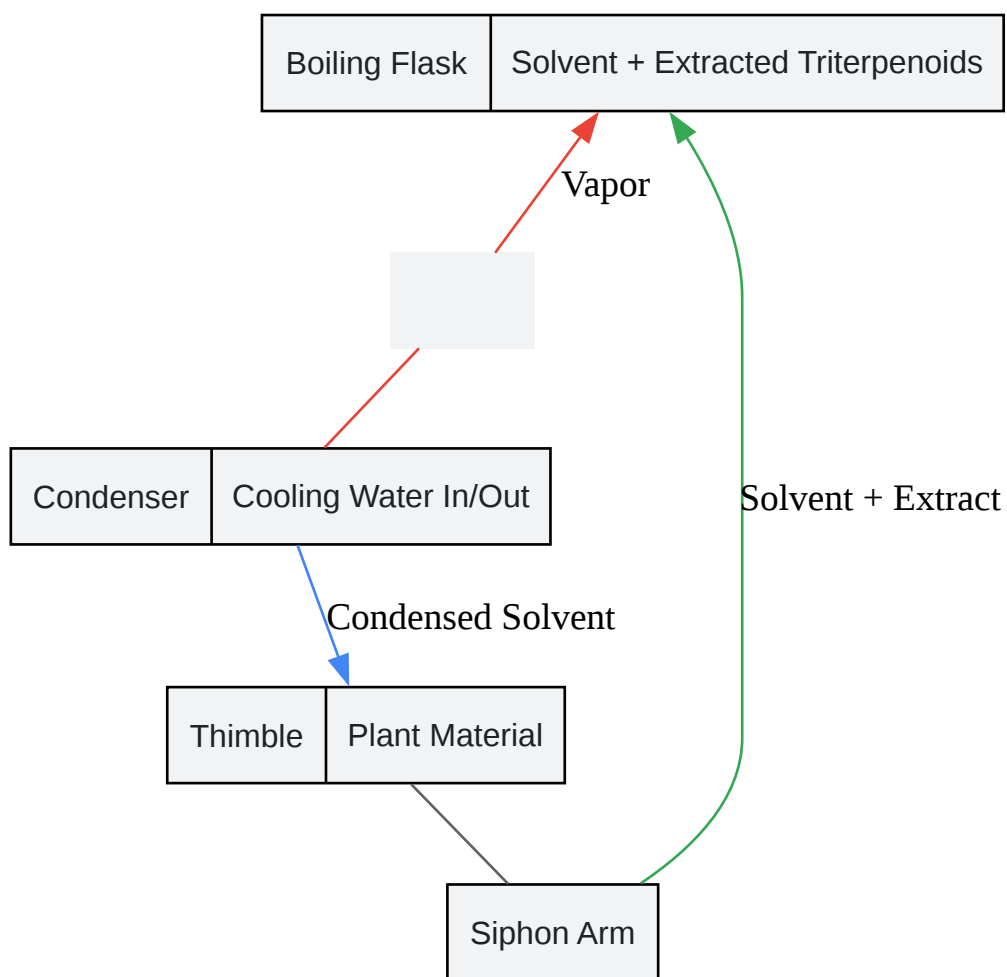 Boiling Flask
Solvent + Extracted Triterpenoids
Vapor
Condenser
Cooling Water In/Out
Solvent + Extract
Condensed Solvent
Thimble
Plant Material
Siphon Arm